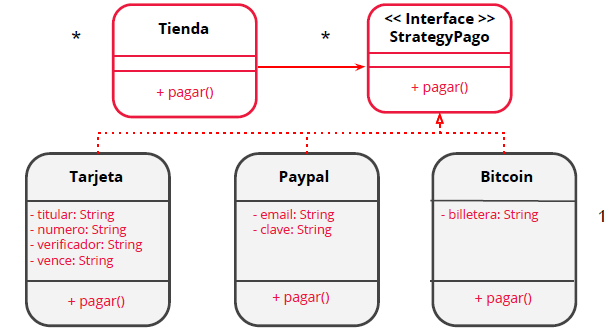 *
Tienda
+ pagar()
*
<< Interface >>
StrategyPago
+ pagar()
Tarjeta
- titular: String
- numero: String
- verificador: String
- vence: String
+ pagar()
Paypal
- email: String
- clave: String
+ pagar()
Bitcoin
- billetera: String
+ pagar()
1